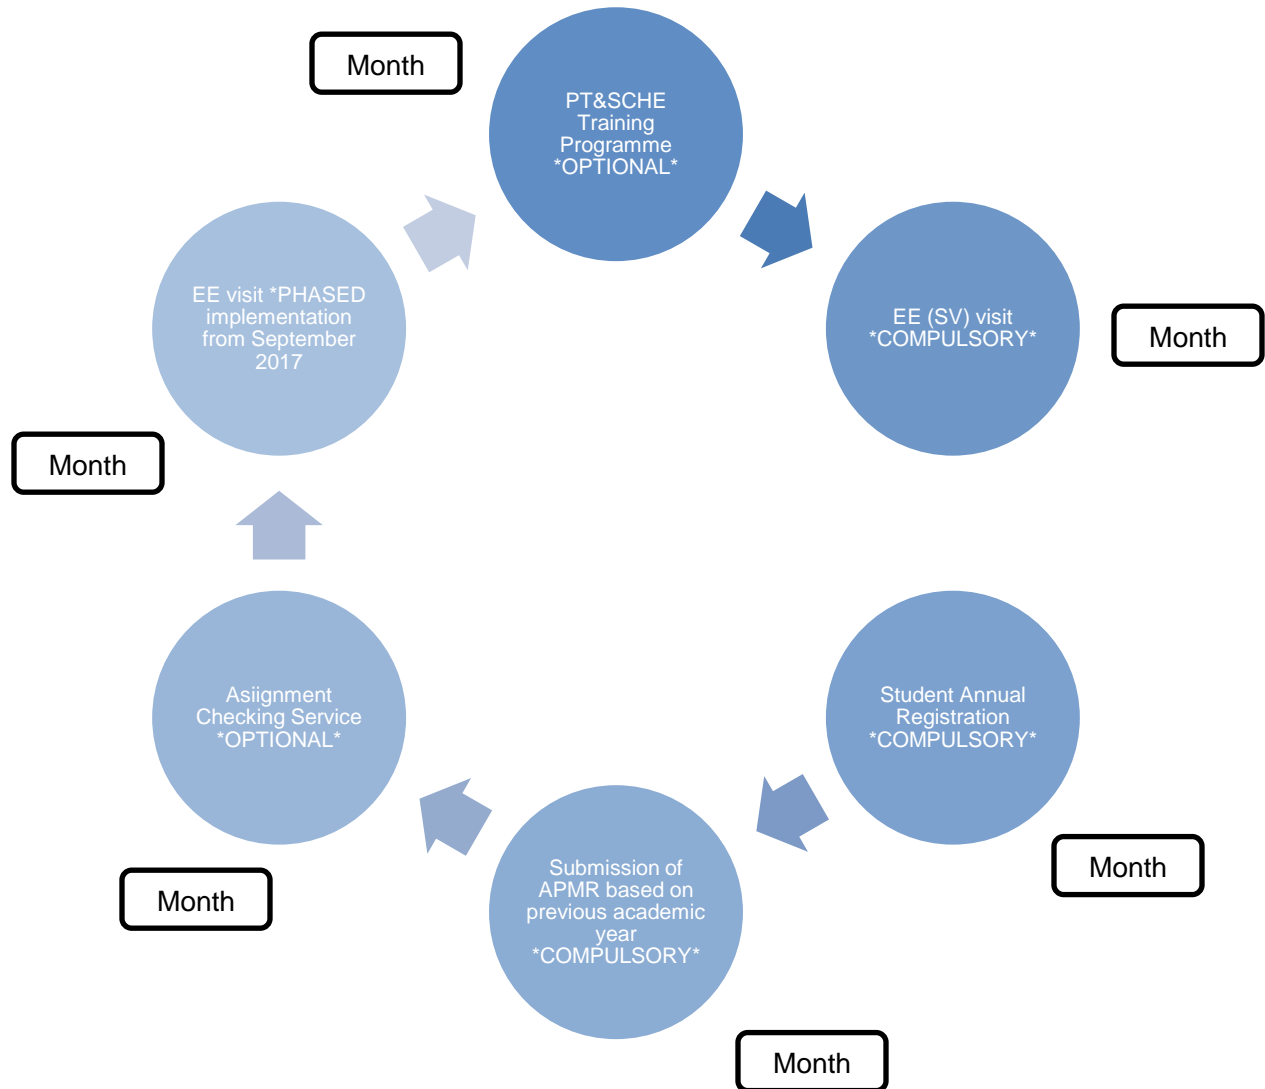 Month
PT&SCHE
Training
Programme
*OPTIONAL*
EE (SV) visit
*COMPULSORY*
Month
Student Annual
Registration
*COMPULSORY*
Month
Submission of
APMR based on
previous academic
year
*COMPULSORY*
Month
Asiignment
Checking Service
*OPTIONAL*
Month
EE visit *PHASED
implementation
from September
2017
Month